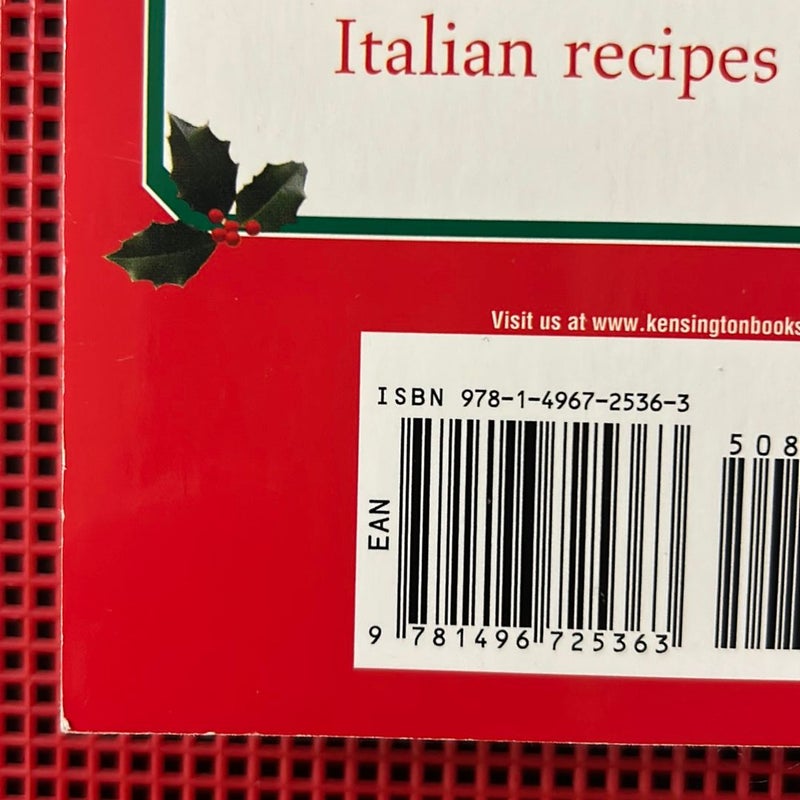 Italian recipes
Visit us at www.kensingtonbooks
ISBN 978-1-4967-2536-3
508
EAN
9 781496 725363